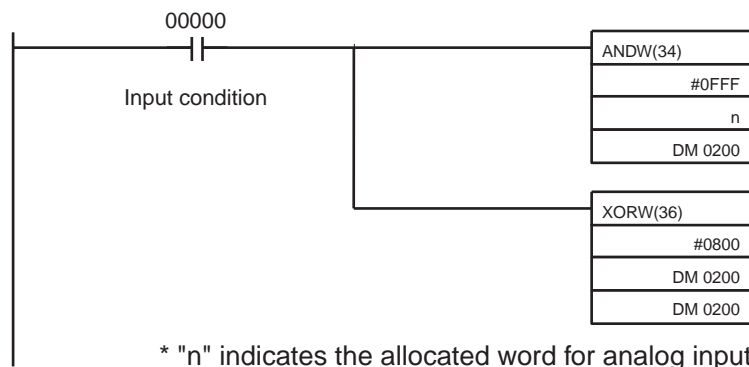 00000
Input condition
ANDW(34)
#0FFF
n
DM 0200
XORW(36)
#0800
DM 0200
DM 0200
* "n" indicates the allocated word for analog input